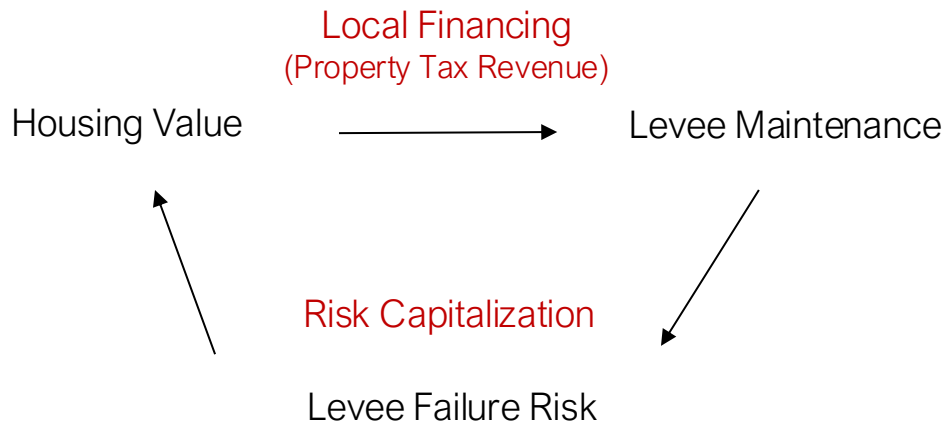 Local Financing
(Property Tax Revenue)
Housing Value
Levee Maintenance
Risk Capitalization
Levee Failure Risk